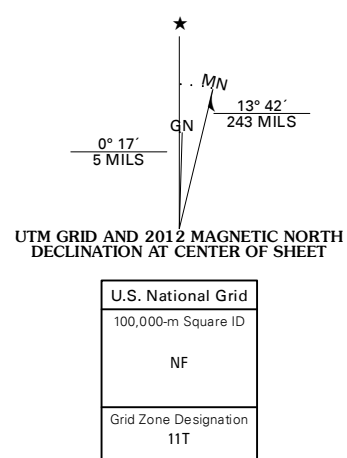 MN
13° 42´
243 MILS
GN
0° 17´
5 MILS
UTM GRID AND 2012 MAGNETIC NORTH
DECLINATION AT CENTER OF SHEET
U.S. National Grid
100,000-m Square ID
NF
Grid Zone Designation
11T